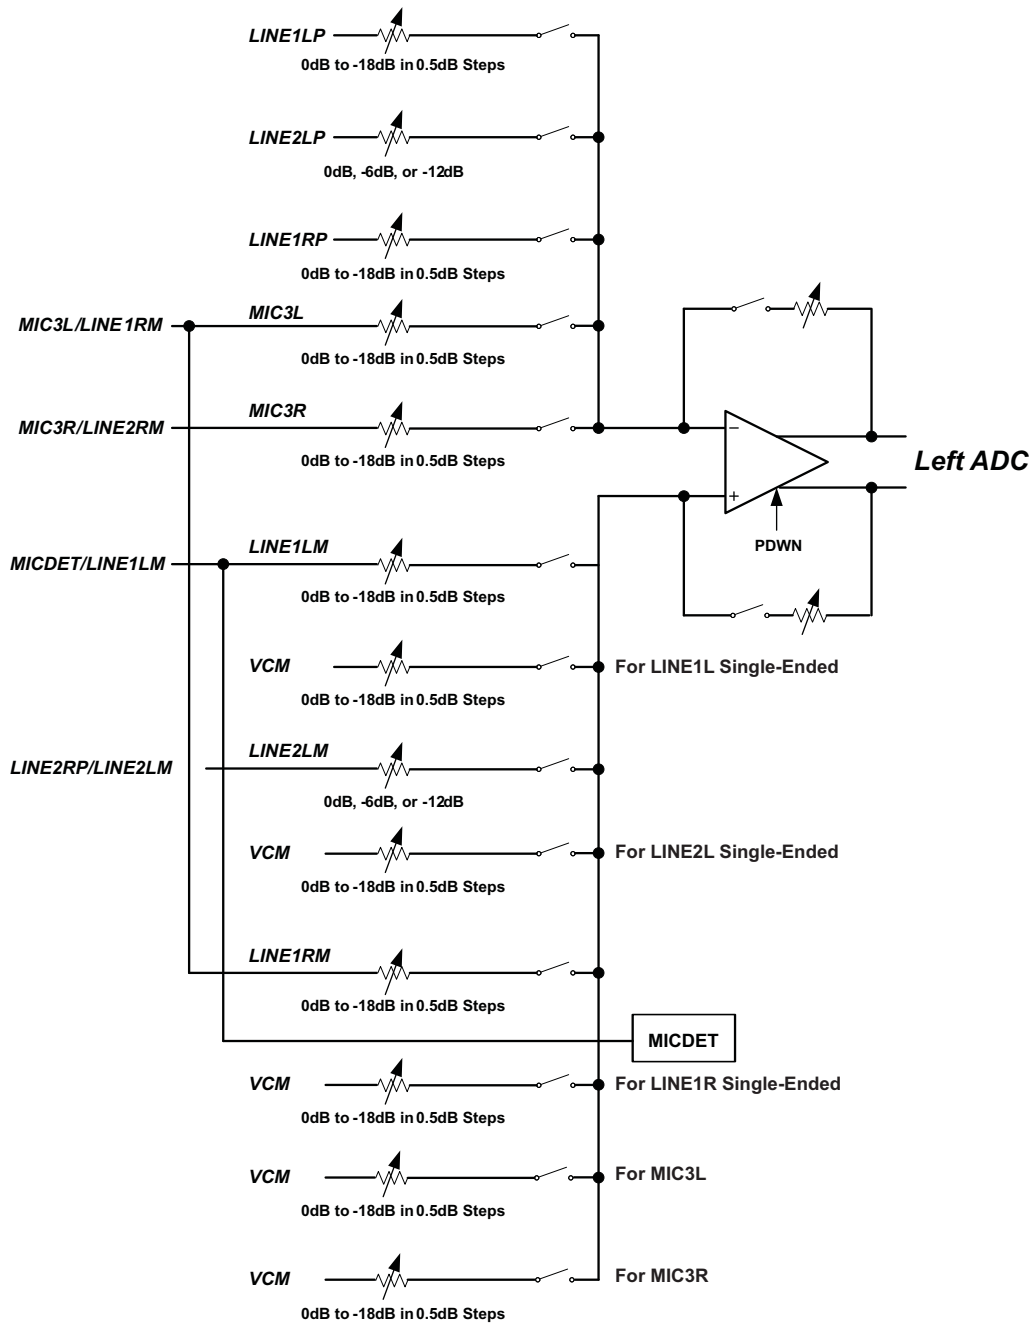 LINE1LP
0dB to -18dB in 0.5dB Steps
LINE2LP
0dB, -6dB, or -12dB
LINE1RP
0dB to -18dB in 0.5dB Steps
MIC3L/LINE1RM
MIC3L
0dB to -18dB in 0.5dB Steps
MIC3R/LINE2RM
MIC3R
0dB to -18dB in 0.5dB Steps
−
+
Left ADC
PDWN
MICDET/LINE1LM
LINE1LM
0dB to -18dB in 0.5dB Steps
VCM
0dB to -18dB in 0.5dB Steps
For LINE1L Single-Ended
LINE2RP/LINE2LM
LINE2LM
0dB, -6dB, or -12dB
VCM
0dB to -18dB in 0.5dB Steps
For LINE2L Single-Ended
LINE1RM
0dB to -18dB in 0.5dB Steps
MICDET
VCM
0dB to -18dB in 0.5dB Steps
For LINE1R Single-Ended
VCM
0dB to -18dB in 0.5dB Steps
For MIC3L
VCM
0dB to -18dB in 0.5dB Steps
For MIC3R